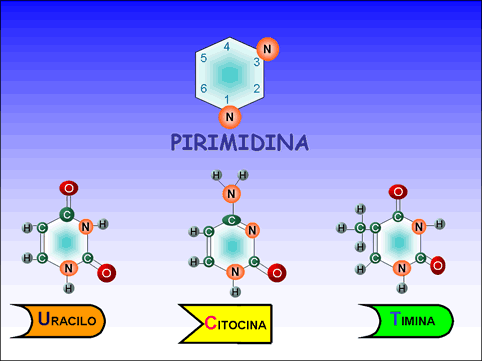 4
N
5
3
6
2
1
N
PIRIMIDINA
O
C
H C N H
H C C
N O
H
H H
N
C
H C N
H C C
N O
H
O
H C
H C C N H
H C C O
N
H
URACILO
CITOCINA
TIMINA